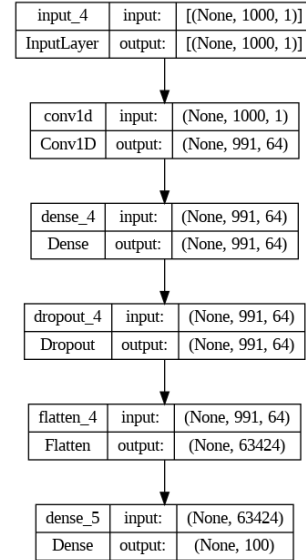 input_4 input: [(None, 1000, 1)]
InputLayer output: [(None, 1000, 1)]
conv1d input: (None, 1000, 1)
Conv1D output: (None, 991, 64)
dense_4 input: (None, 991, 64)
Dense output: (None, 991, 64)
dropout_4 input: (None, 991, 64)
Dropout output: (None, 991, 64)
flatten_4 input: (None, 991, 64)
Flatten output: (None, 63424)
dense_5 input: (None, 63424)
Dense output: (None, 100)